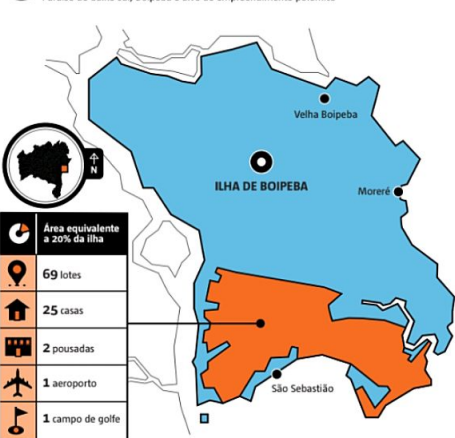 Velha Boipeba
N
ILHA DE BOIPEBA
Moreré
Área equivalente
a 20% da ilha
69 lotes
25 casas
2 pousadas
1 aeroporto
São Sebastião
1 campo de golfe